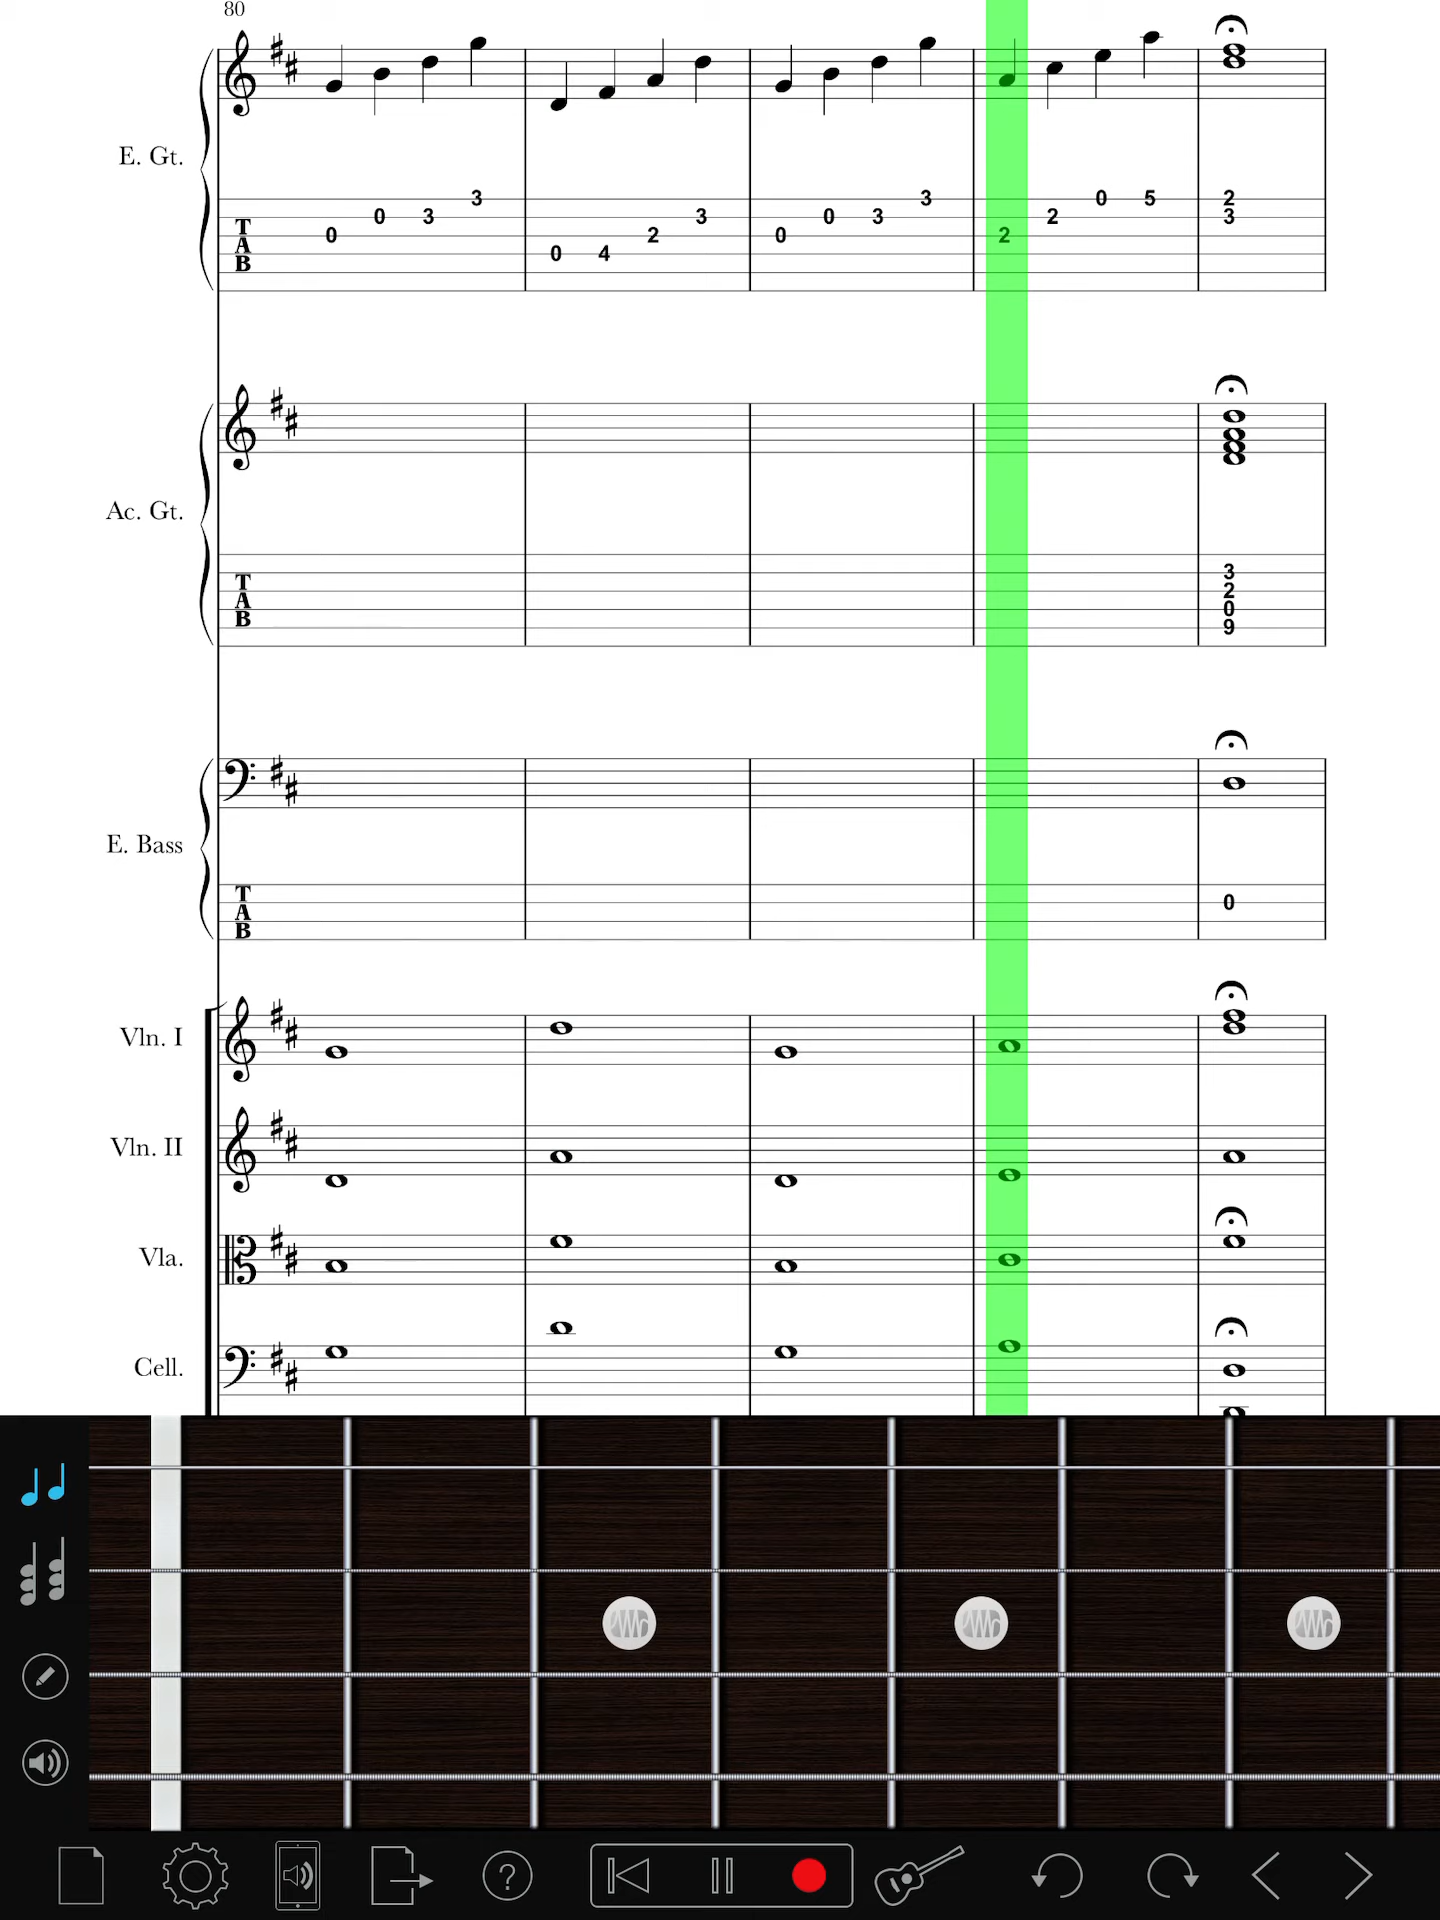 80
E. Gt.
3 3 0 5 2
0 3 3 0 3 2 3
T 0 2 0 2
A 0 4
B
Ac. Gt.
3
T 2
A 0
B 9
E. Bass
T 0
A
B
Vln. I
Vln. II
Vla.
Cell.
?